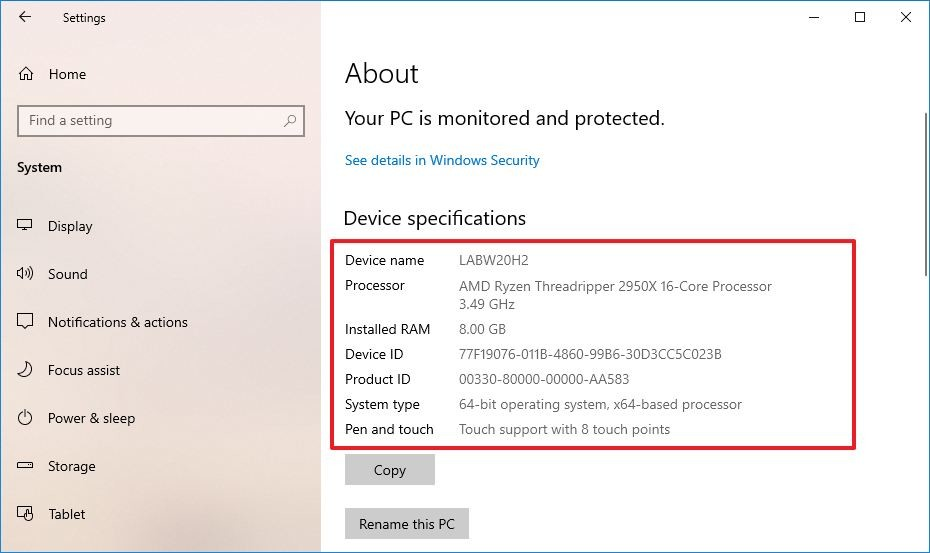 Settings
Home
Find a setting
System
Display
Sound
Notifications & actions
Focus assist
Power & sleep
Storage
Tablet
About
Your PC is monitored and protected.
See details in Windows Security
Device specifications
Device name LABW20H2
Processor AMD Ryzen Threadripper 2950X 16-Core Processor
3.49 GHz
Installed RAM 8.00 GB
Device ID 77F19076-011B-4860-99B6-30D3CC5C023B
Product ID 00330-80000-00000-AA583
System type 64-bit operating system, x64-based processor
Pen and touch Touch support with 8 touch points
Copy
Rename this PC